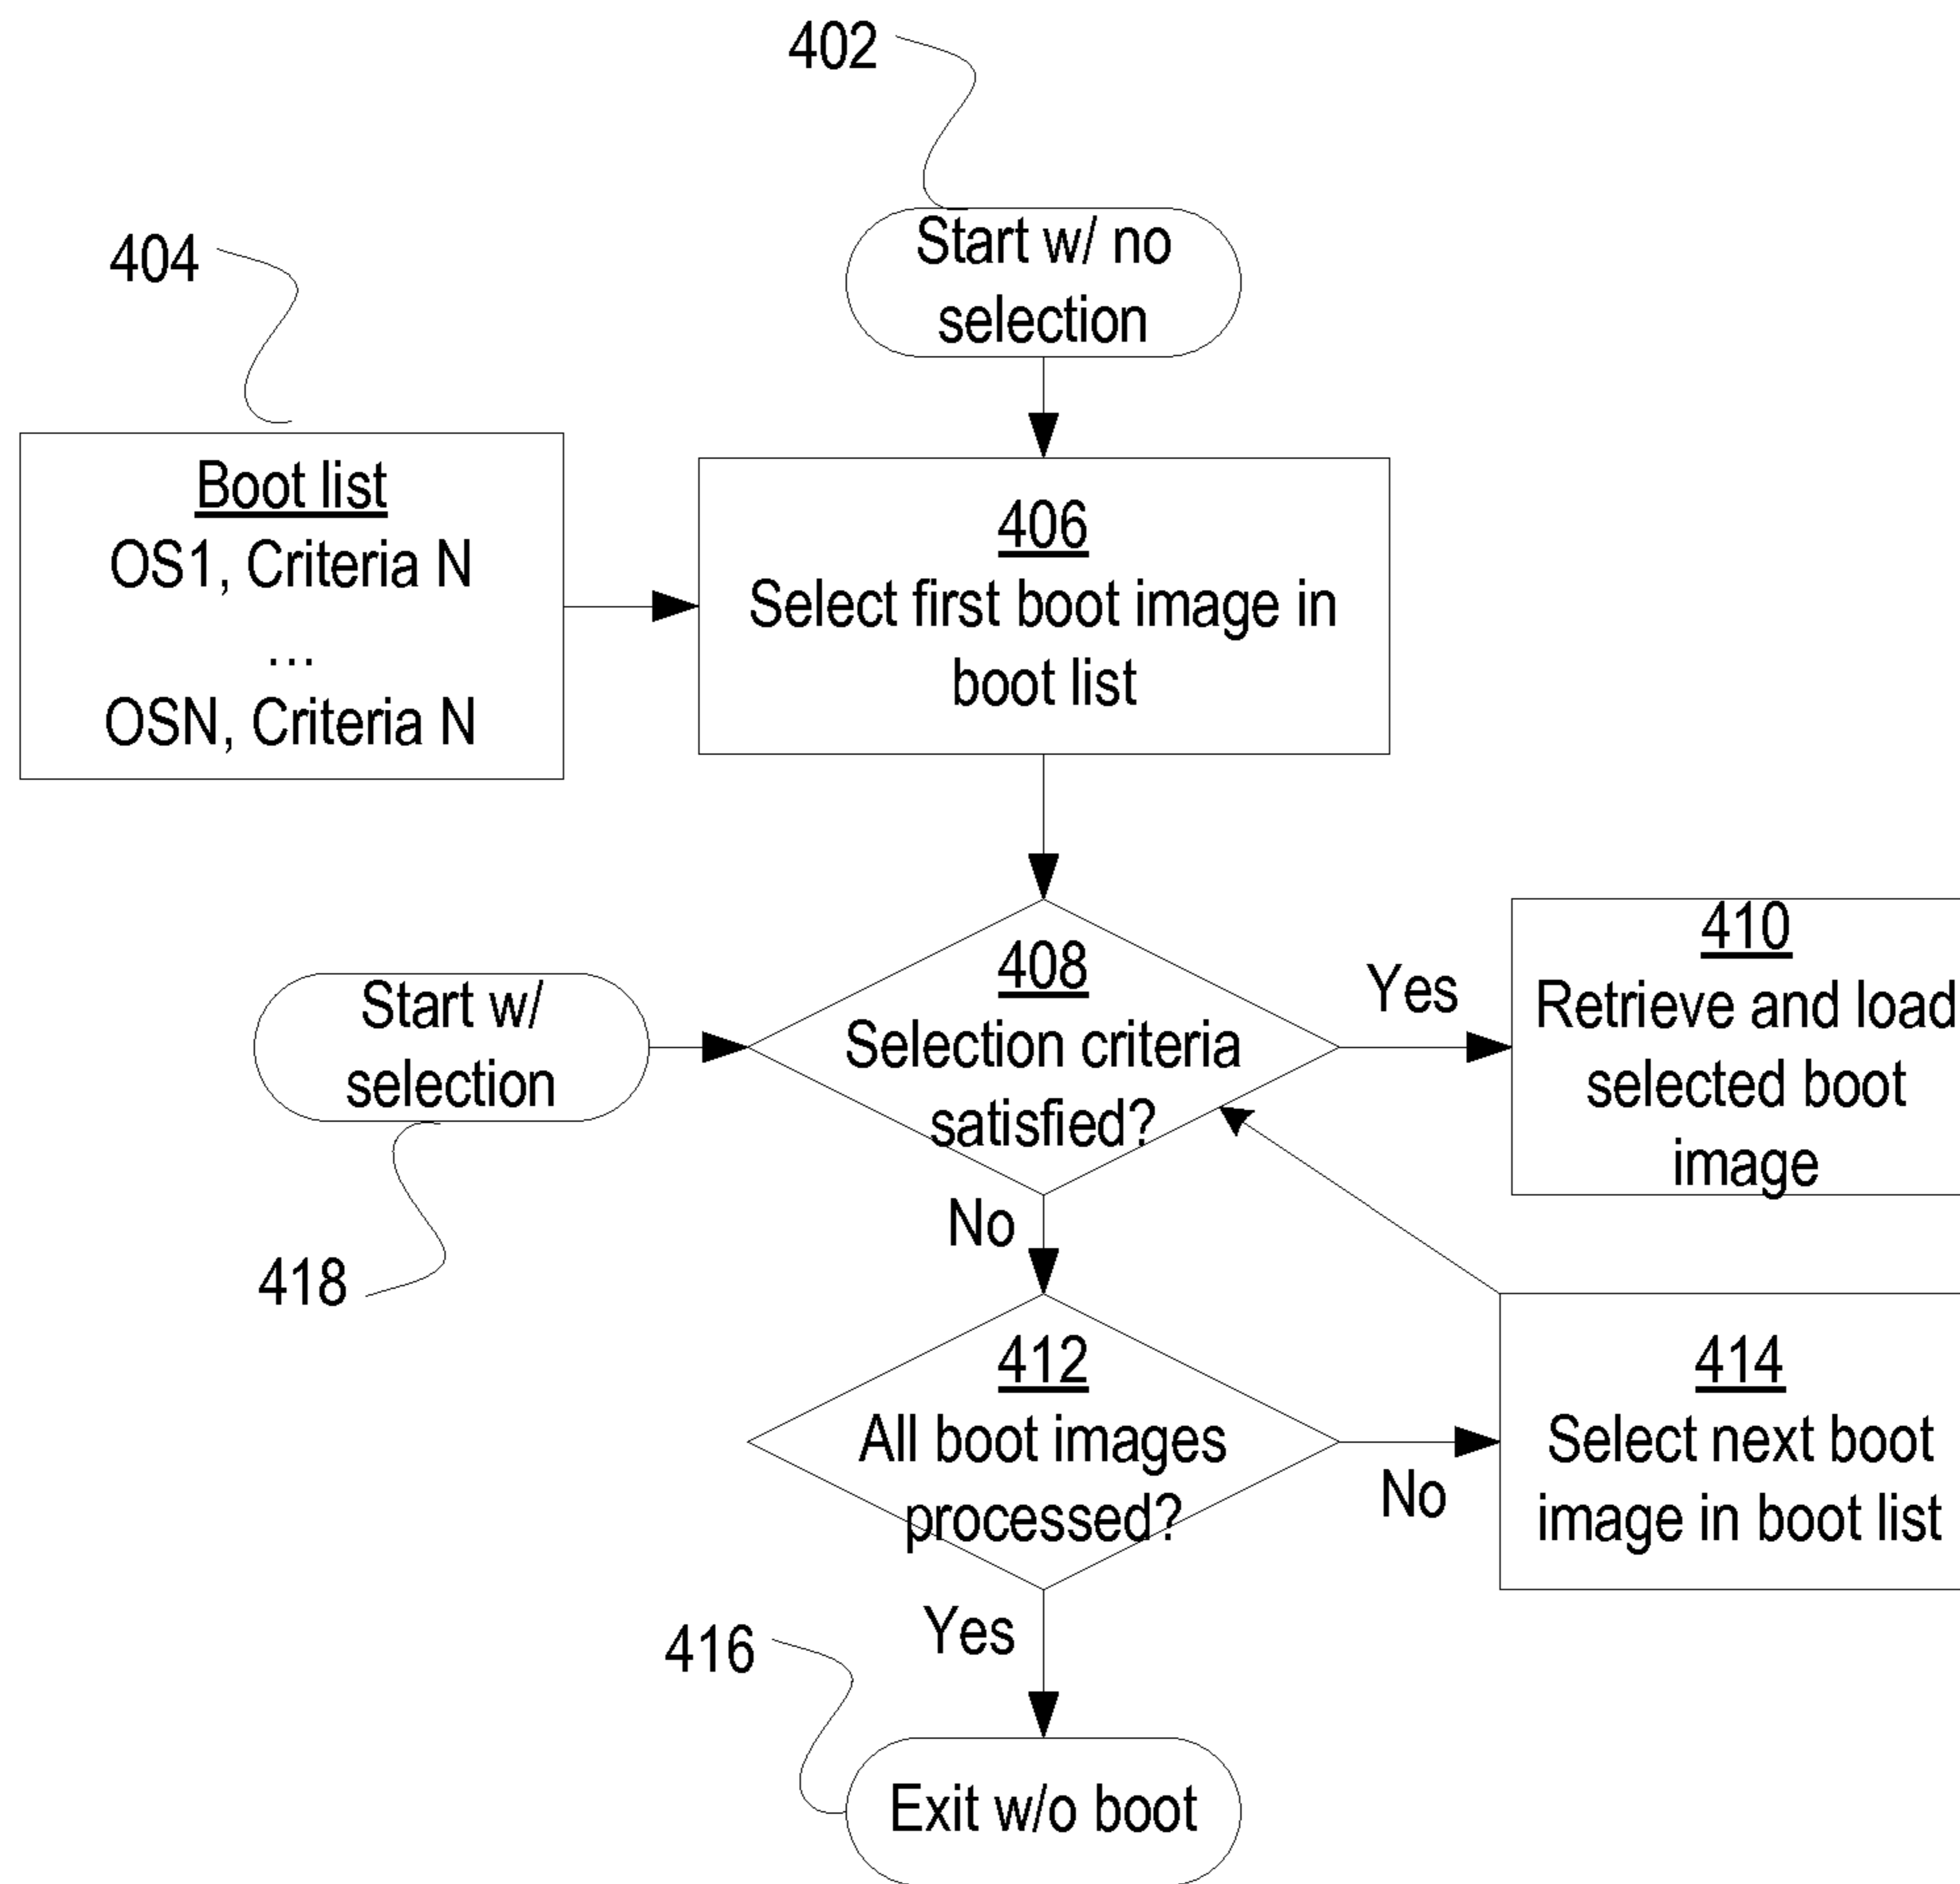 402
Start w/ no
selection
404
Boot list
OS1, Criteria N
...
OSN, Criteria N
406
Select first boot image in
boot list
Start w/
selection
418
408
Selection criteria
satisfied?
Yes
410
Retrieve and load
selected boot
image
No
412
All boot images
processed?
No
414
Select next boot
image in boot list
Yes
416
Exit w/o boot